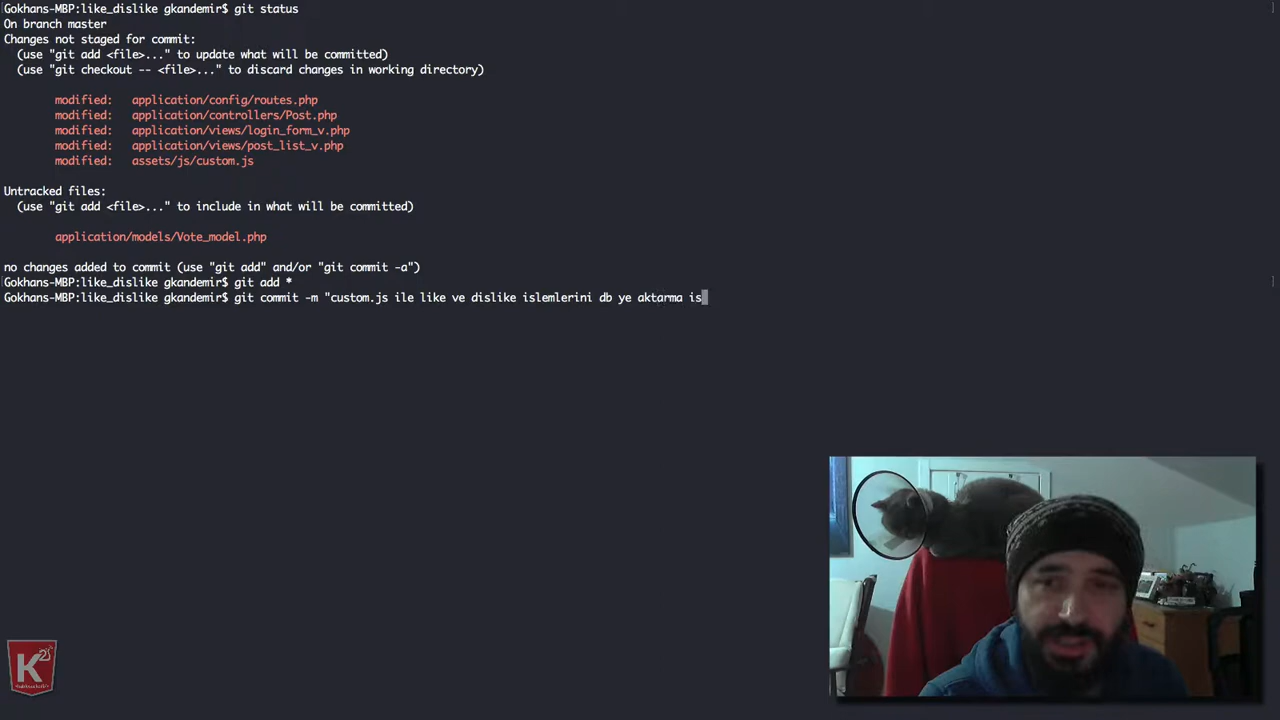 Gokhans-MBP:like_dislike gkandemir$ git status
On branch master
Changes not staged for commit:
  (use "git add <file>..." to update what will be committed)
  (use "git checkout -- <file>..." to discard changes in working directory)
        modified:   application/config/routes.php
        modified:   application/controllers/Post.php
        modified:   application/views/login_form_v.php
        modified:   application/views/post_list_v.php
        modified:   assets/js/custom.js
Untracked files:
  (use "git add <file>..." to include in what will be committed)
        application/models/Vote_model.php
no changes added to commit (use "git add" and/or "git commit -a")
Gokhans-MBP:like_dislike gkandemir$ git add *
Gokhans-MBP:like_dislike gkandemir$ git commit -m "custom.js ile like ve dislike islemlerini db ye aktarma is
K